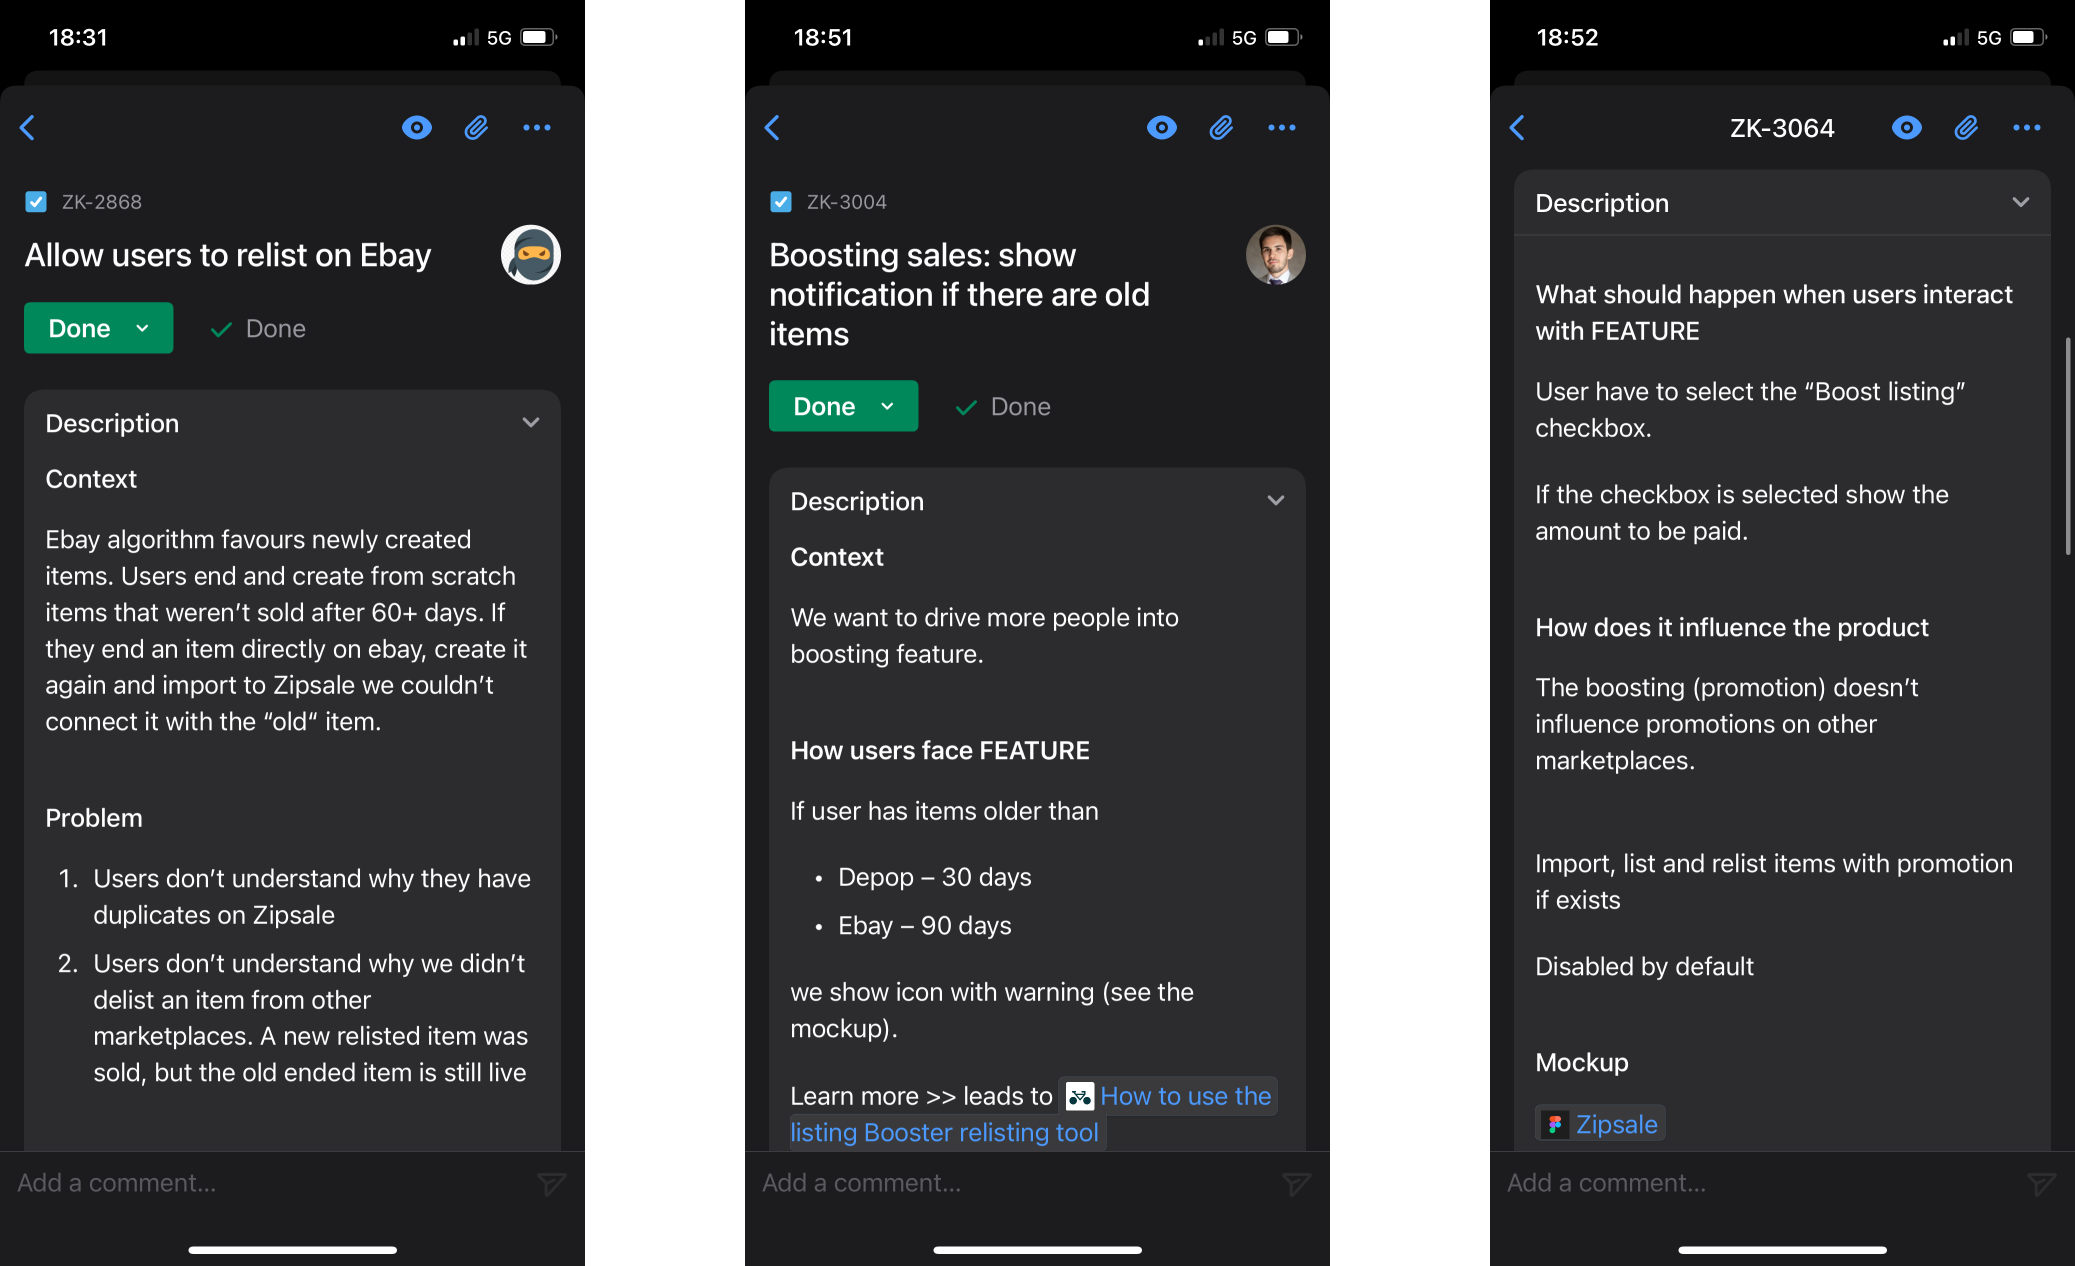 18:31
5G
ZK-2868
Allow users to relist on Ebay
Done
Done
Description
Context
Ebay algorithm favours newly created
items. Users end and create from scratch
items that weren’t sold after 60+ days. If
they end an item directly on ebay, create it
again and import to Zipsale we couldn’t
connect it with the “old“ item.
Problem
1. Users don’t understand why they have
duplicates on Zipsale
2. Users don’t understand why we didn’t
delist an item from other
marketplaces. A new relisted item was
sold, but the old ended item is still live
Add a comment...
18:51
5G
ZK-3004
Boosting sales: show
notification if there are old
items
Done
Done
Description
Context
We want to drive more people into
boosting feature.
How users face FEATURE
If user has items older than
• Depop – 30 days
• Ebay – 90 days
we show icon with warning (see the
mockup).
Learn more >> leads to How to use the
listing Booster relisting tool
Add a comment...
18:52
5G
ZK-3064
Description
What should happen when users interact
with FEATURE
User have to select the “Boost listing”
checkbox.
If the checkbox is selected show the
amount to be paid.
How does it influence the product
The boosting (promotion) doesn’t
influence promotions on other
marketplaces.
Import, list and relist items with promotion
if exists
Disabled by default
Mockup
Zipsale
Add a comment...